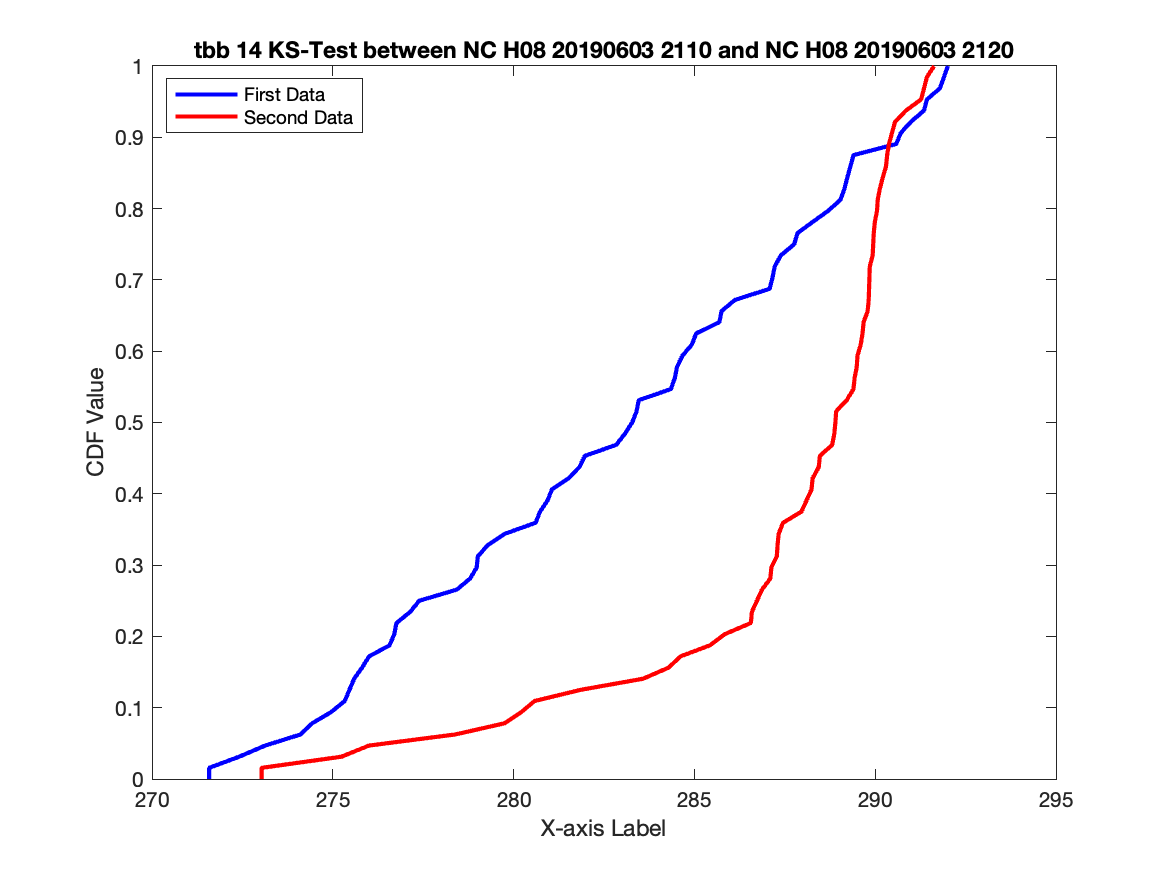 tbb 14 KS-Test between NC H08 20190603 2110 and NC H08 20190603 2120
First Data
Second Data
CDF Value
1
0.9
0.8
0.7
0.6
0.5
0.4
0.3
0.2
0.1
0
270 275 280 285 290 295
X-axis Label